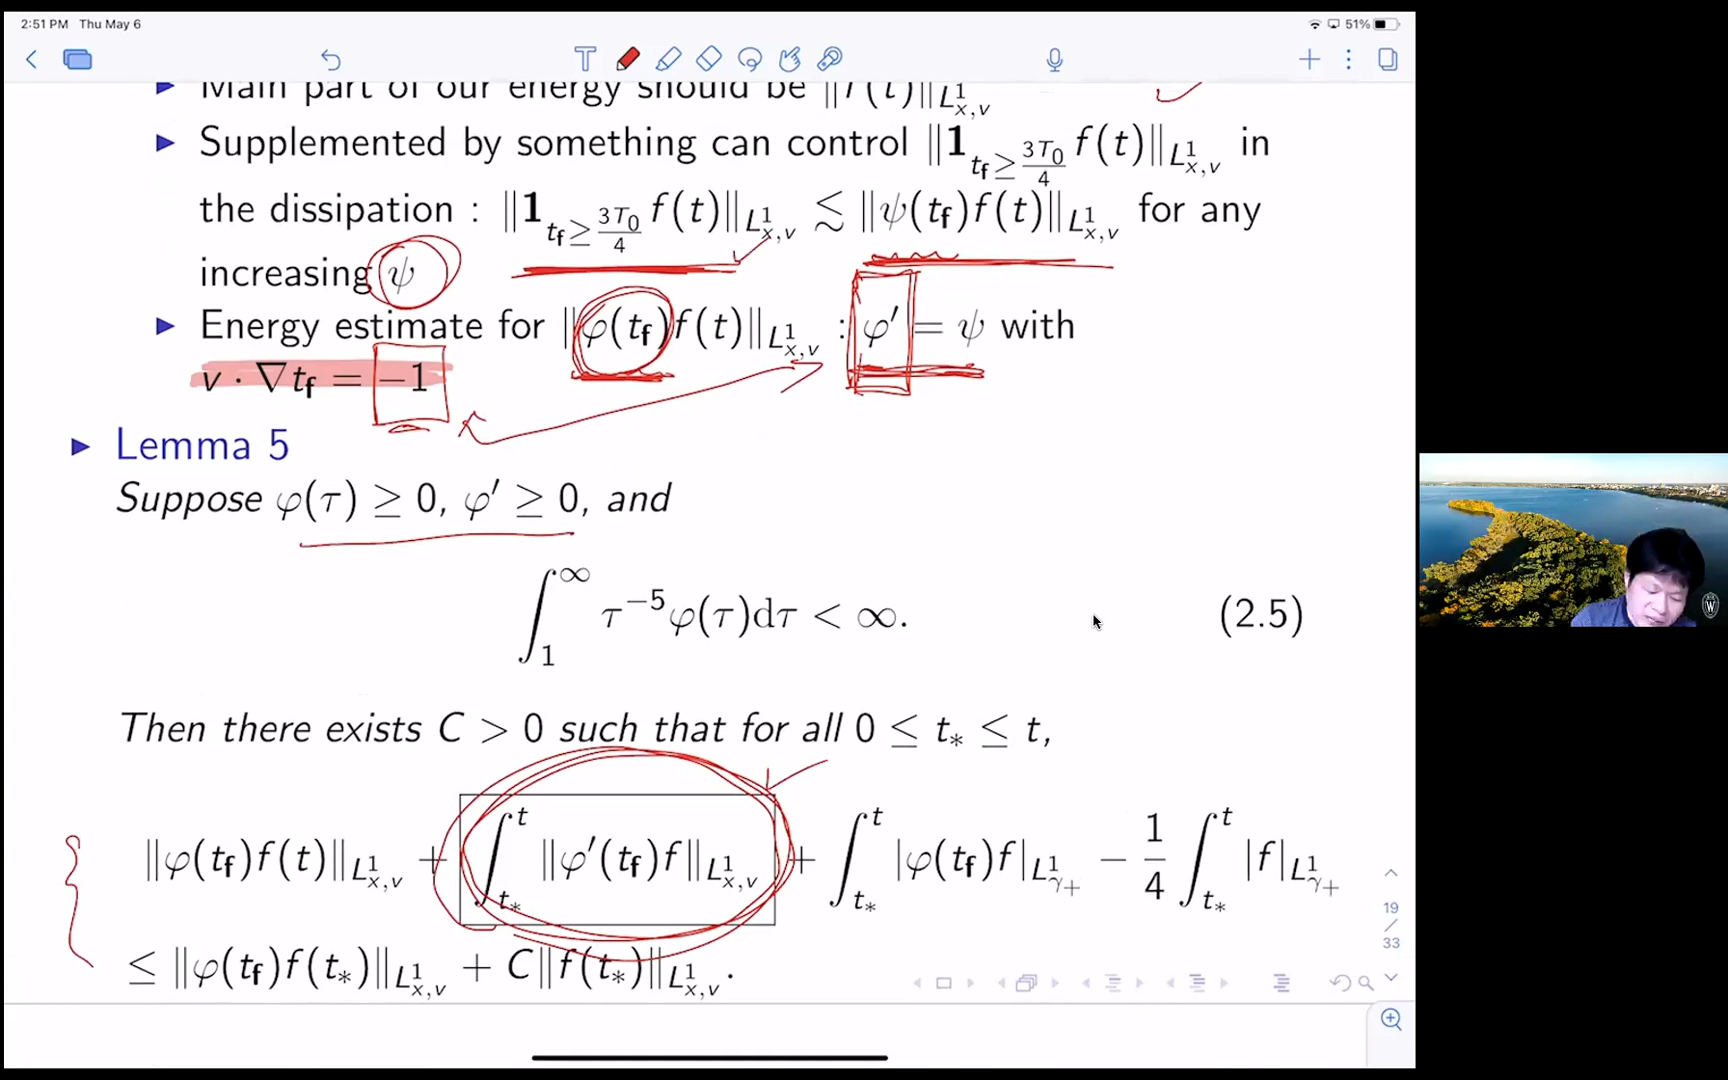 2:51 PM Thu May 6
51%
▶ Main part of our energy should be ‖f(t)‖_{L^1_{x,v}}
▶ Supplemented by something can control ‖𝟏_{t_f ≥ 3T_0/4} f(t)‖_{L^1_{x,v}} in
the dissipation : ‖𝟏_{t_f ≥ 3T_0/4} f(t)‖_{L^1_{x,v}} ≲ ‖ψ(t_f)f(t)‖_{L^1_{x,v}} for any
increasing ψ
▶ Energy estimate for ‖φ(t_f)f(t)‖_{L^1_{x,v}} : φ′ = ψ with
v · ∇t_f = −1
▶ Lemma 5
Suppose φ(τ) ≥ 0, φ′ ≥ 0, and
∫_1^∞ τ^{−5}φ(τ)dτ < ∞. (2.5)
Then there exists C > 0 such that for all 0 ≤ t_* ≤ t,
‖φ(t_f)f(t)‖_{L^1_{x,v}} + ∫_{t_*}^t ‖φ′(t_f)f‖_{L^1_{x,v}} + ∫_{t_*}^t |φ(t_f)f|_{L^1_{γ_+}} − 1/4 ∫_{t_*}^t |f|_{L^1_{γ_+}}
≤ ‖φ(t_f)f(t_*)‖_{L^1_{x,v}} + C‖f(t_*)‖_{L^1_{x,v}}.
19
/
33
W